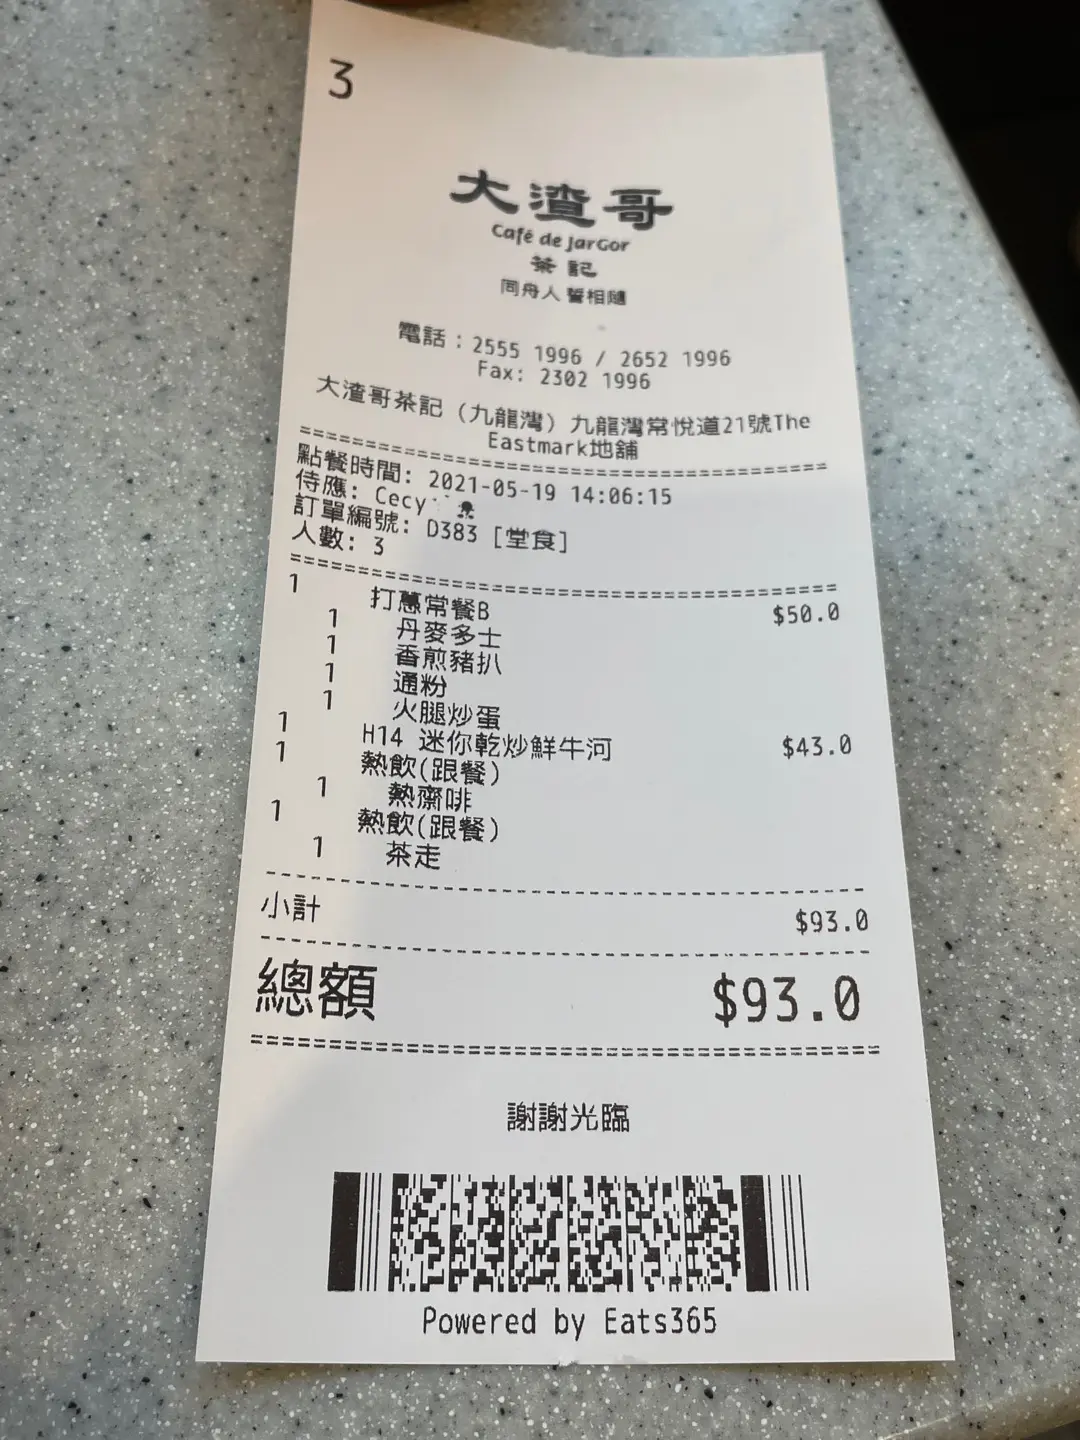 3
大渣哥
Café de JarGor
茶記
同舟人 誓相隨
電話：2555 1996 / 2652 1996
Fax: 2302 1996
大渣哥茶記 (九龍灣) 九龍灣常悅道21號The
Eastmark地舖
點餐時間: 2021-05-19 14:06:15
侍應: Cecy
訂單編號: D383 [堂食]
人數: 3
1 打薏常餐B $50.0
1 丹麥多士
1 香煎豬扒
1 通粉
1 火腿炒蛋
1 H14 迷你乾炒鮮牛河 $43.0
1 熱飲(跟餐)
1 熱齋啡
1 熱飲(跟餐)
1 茶走
小計 $93.0
總額 $93.0
謝謝光臨
Powered by Eats365